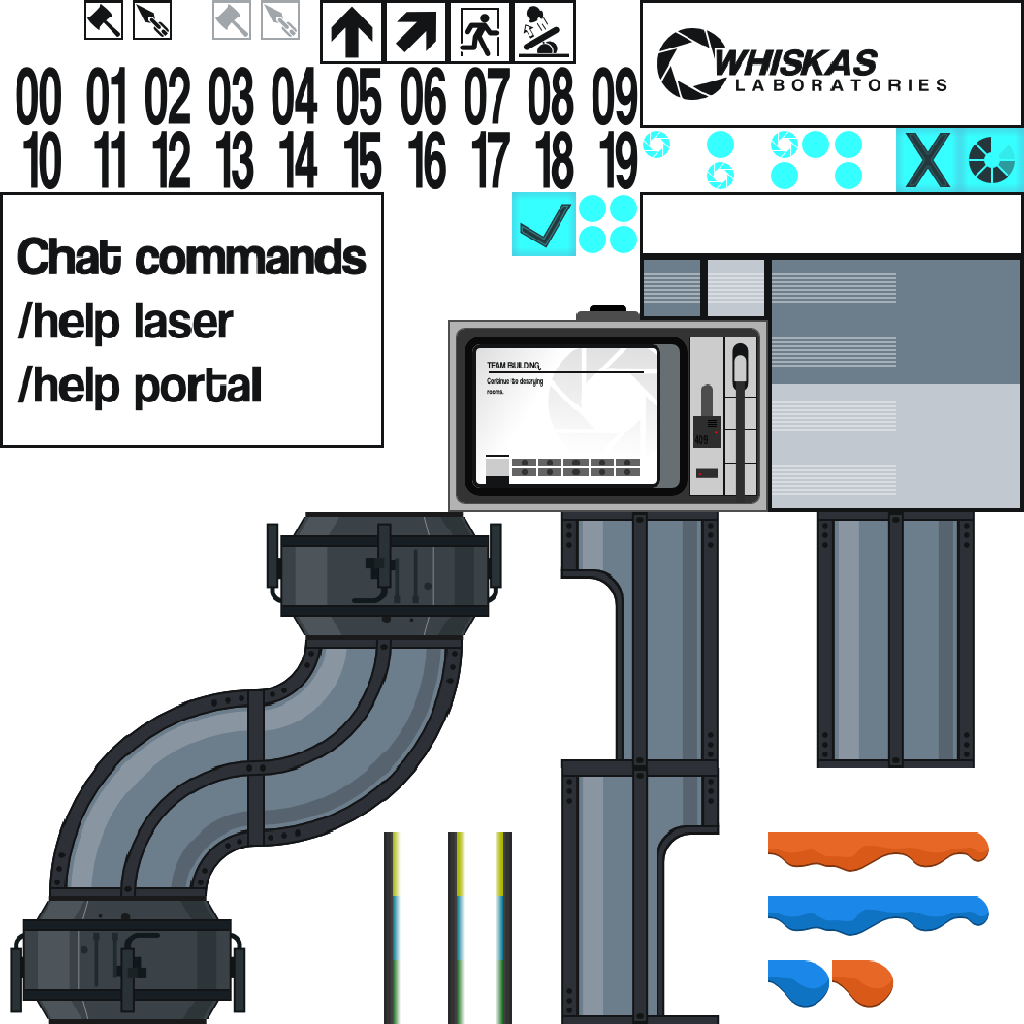 00 01 02 03 04 05 06 07 08 09
WHISKAS
LABORATORIES
10 11 12 13 14 15 16 17 18 19
X
Chat commands
/help laser
/help portal
TEAM BUILDING
Continue the
rooms.
409